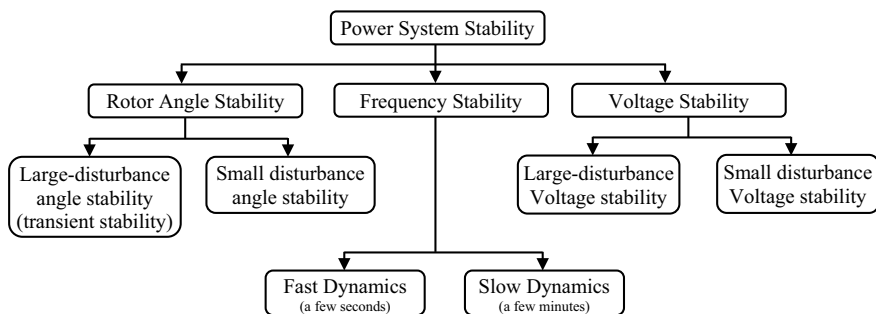 Power System Stability
Rotor Angle Stability
Frequency Stability
Voltage Stability
Large-disturbance
angle stability
(transient stability)
Small disturbance
angle stability
Large-disturbance
Voltage stability
Small disturbance
Voltage stability
Fast Dynamics
(a few seconds)
Slow Dynamics
(a few minutes)